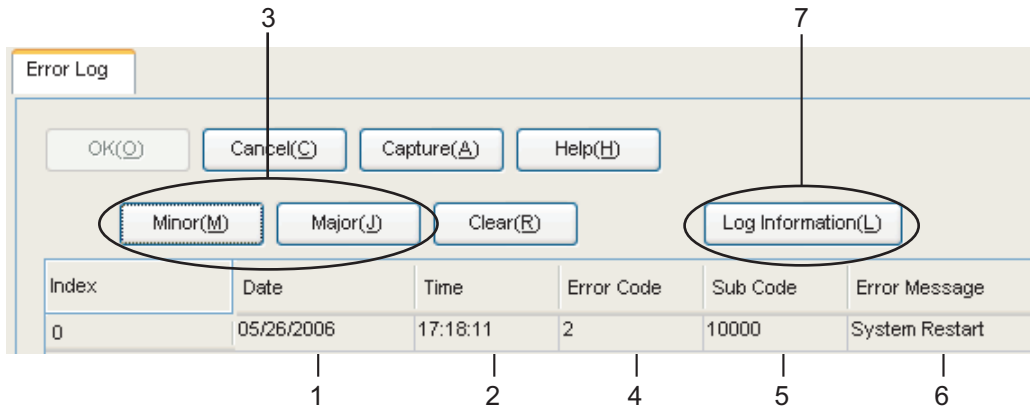 3 7
Error Log
OK(O) Cancel(C) Capture(A) Help(H)
Minor(M) Major(J) Clear(R) Log Information(L)
Index Date Time Error Code Sub Code Error Message
0 05/26/2006 17:18:11 2 10000 System Restart
1 2 4 5 6